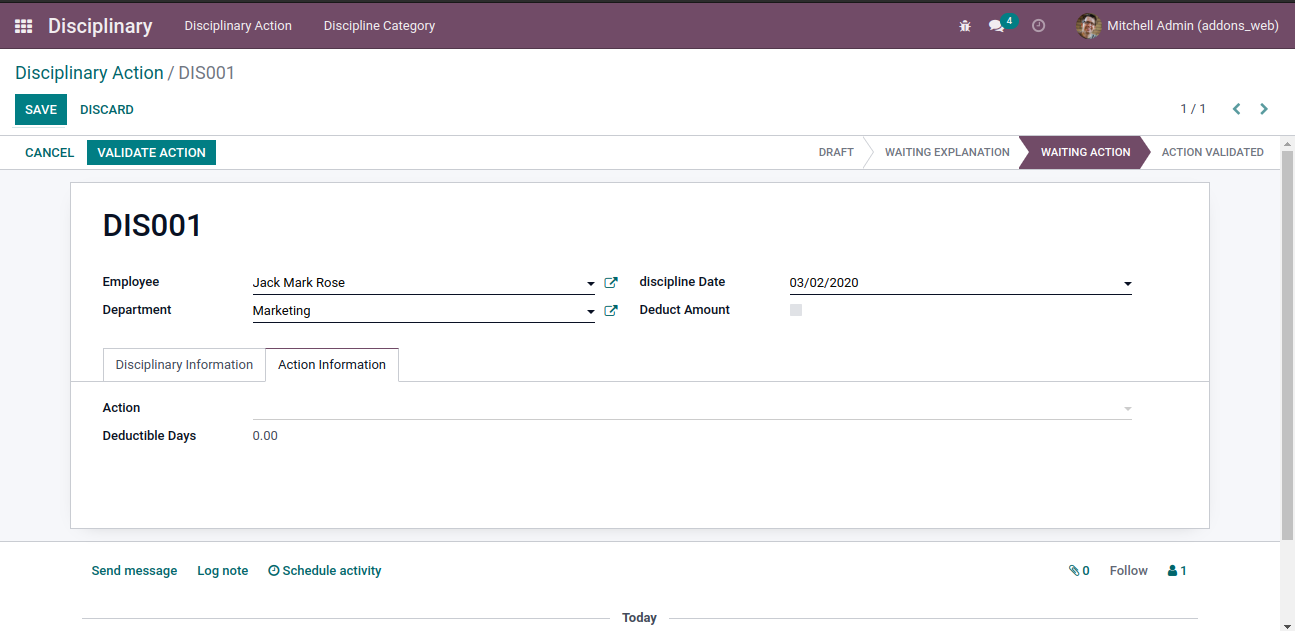 Disciplinary Disciplinary Action Discipline Category 4 Mitchell Admin (addons_web)
Disciplinary Action / DIS001
SAVE DISCARD 1 / 1
CANCEL VALIDATE ACTION DRAFT WAITING EXPLANATION WAITING ACTION ACTION VALIDATED
DIS001
Employee Jack Mark Rose discipline Date 03/02/2020
Department Marketing Deduct Amount
Disciplinary Information Action Information
Action
Deductible Days 0.00
Send message Log note Schedule activity 0 Follow 1
Today